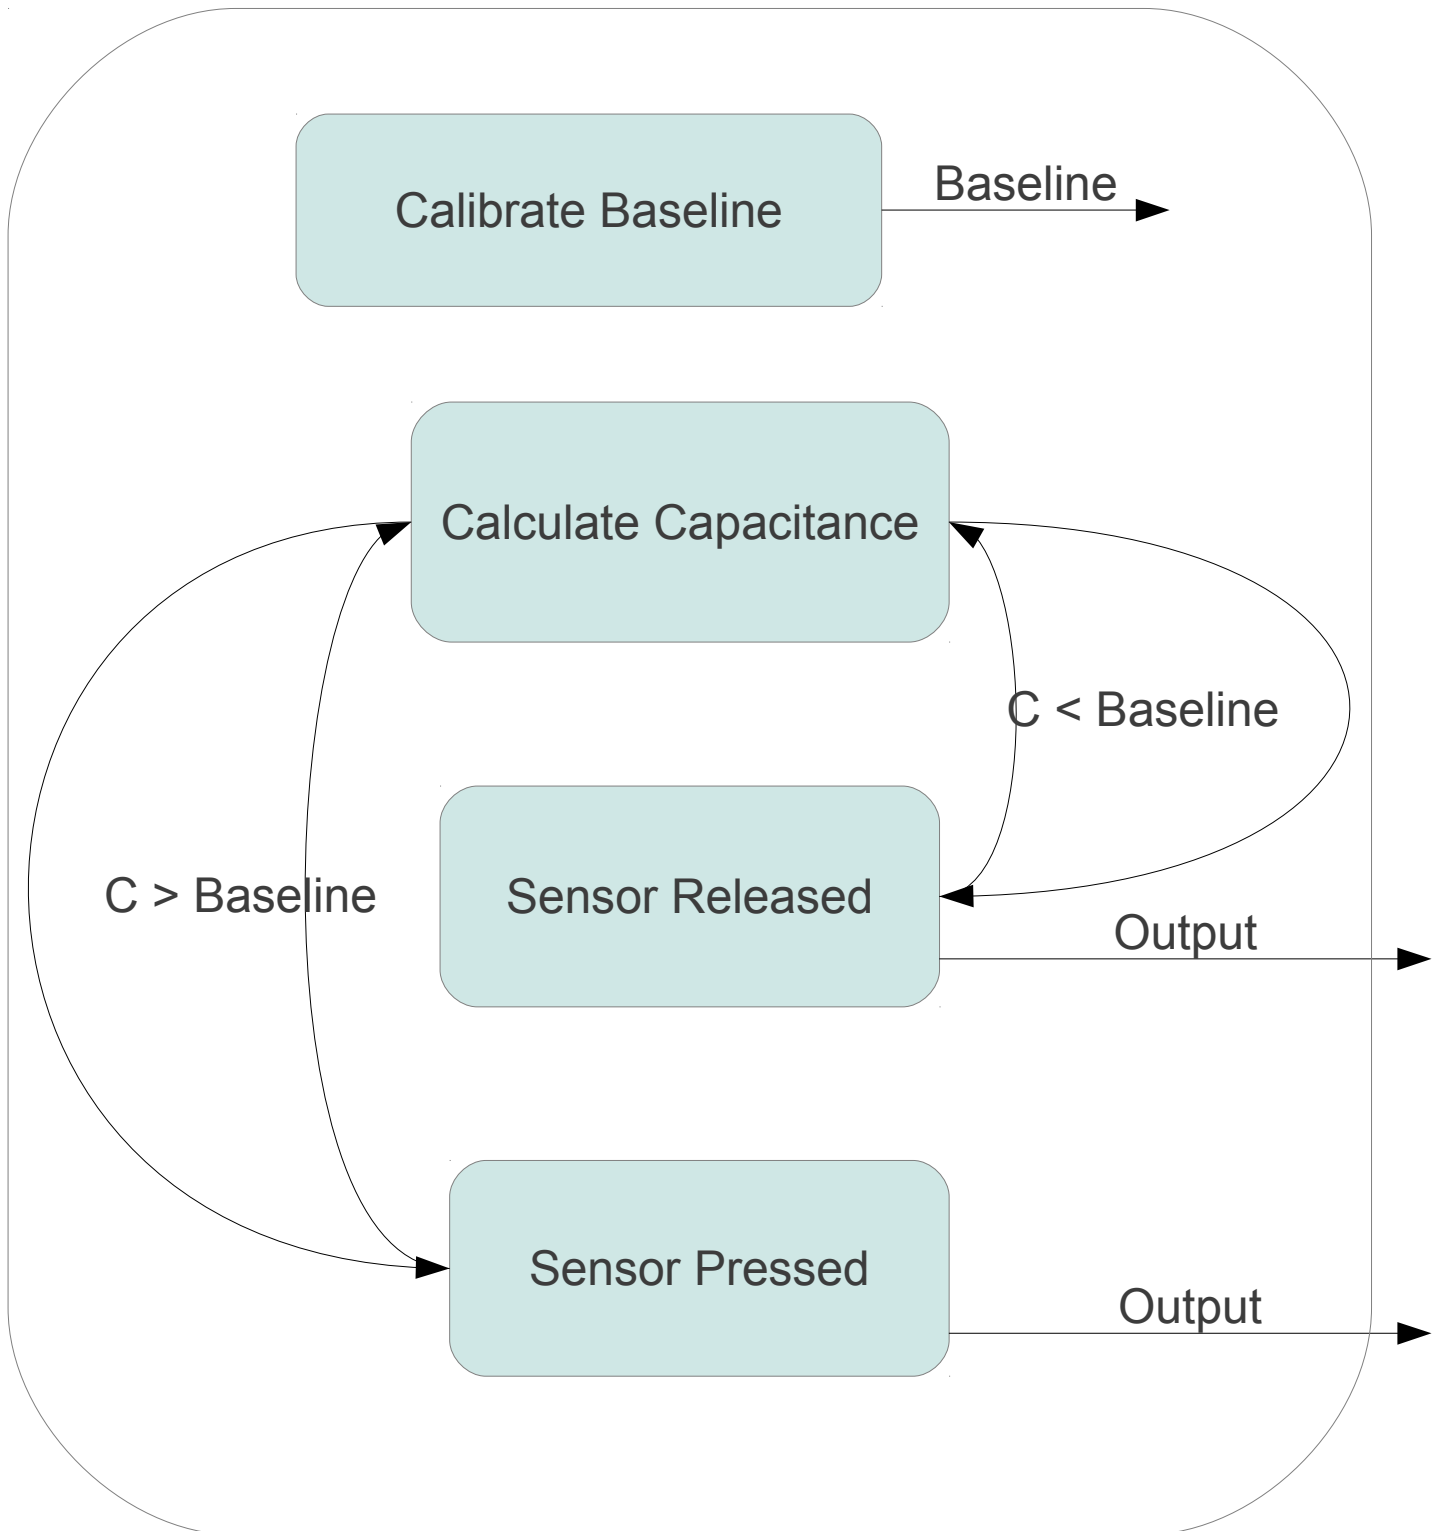 Calibrate Baseline
Baseline
Calculate Capacitance
C < Baseline
C > Baseline
Sensor Released
Output
Sensor Pressed
Output